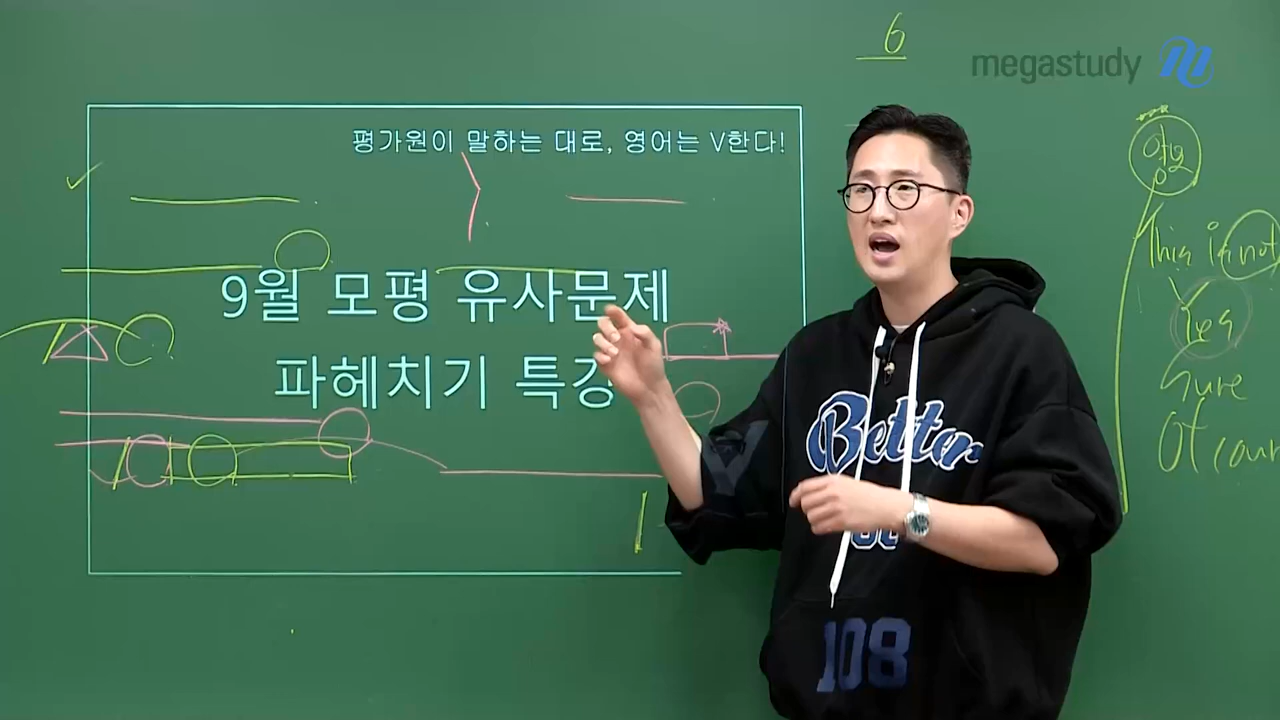 6
megastudy
평가원이 말하는 대로, 영어는 V한다!
9월 모평 유사문제
파헤치기 특강
This is not
Yes
Sure
Of cour
Better
108